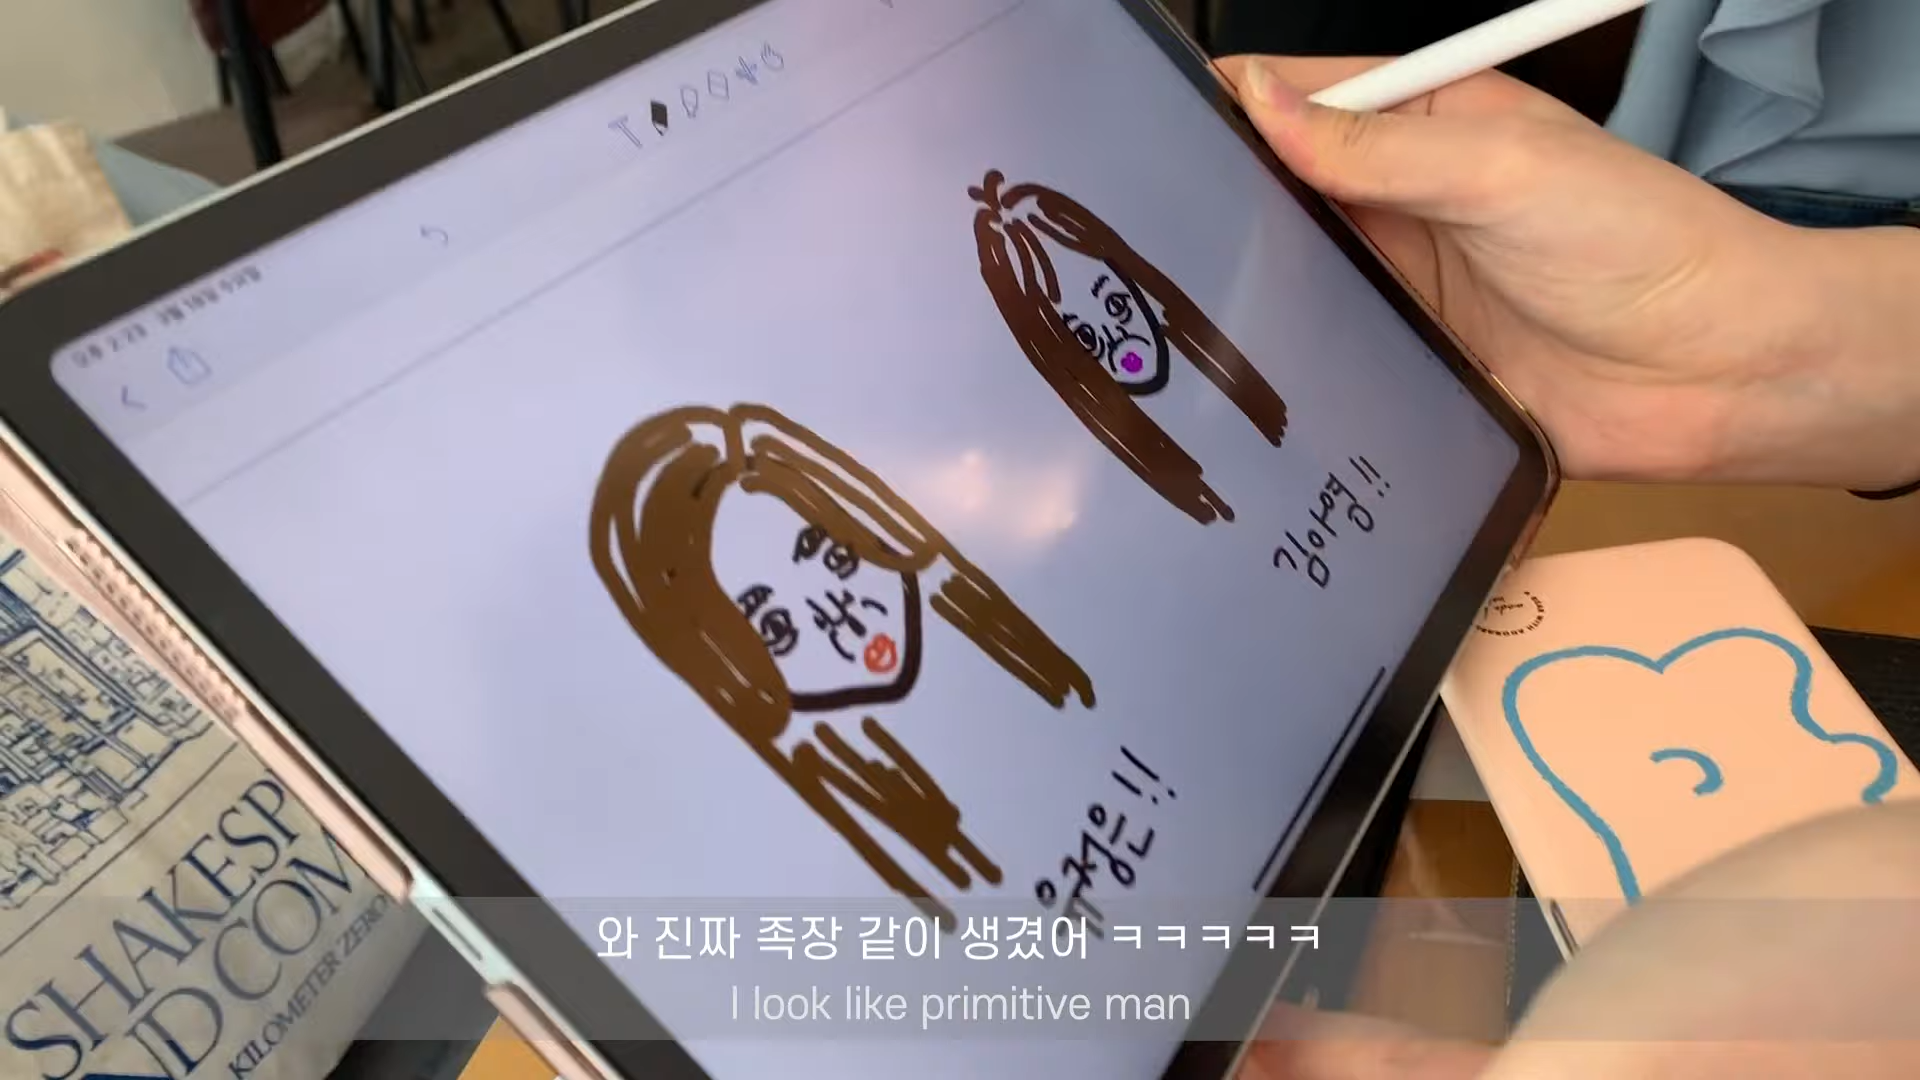 김아영!!
유정은!!
SHAKESP
ND COM
KILOMETER ZERO
와 진짜 족장 같이 생겼어 ㅋㅋㅋㅋㅋ
I look like primitive man